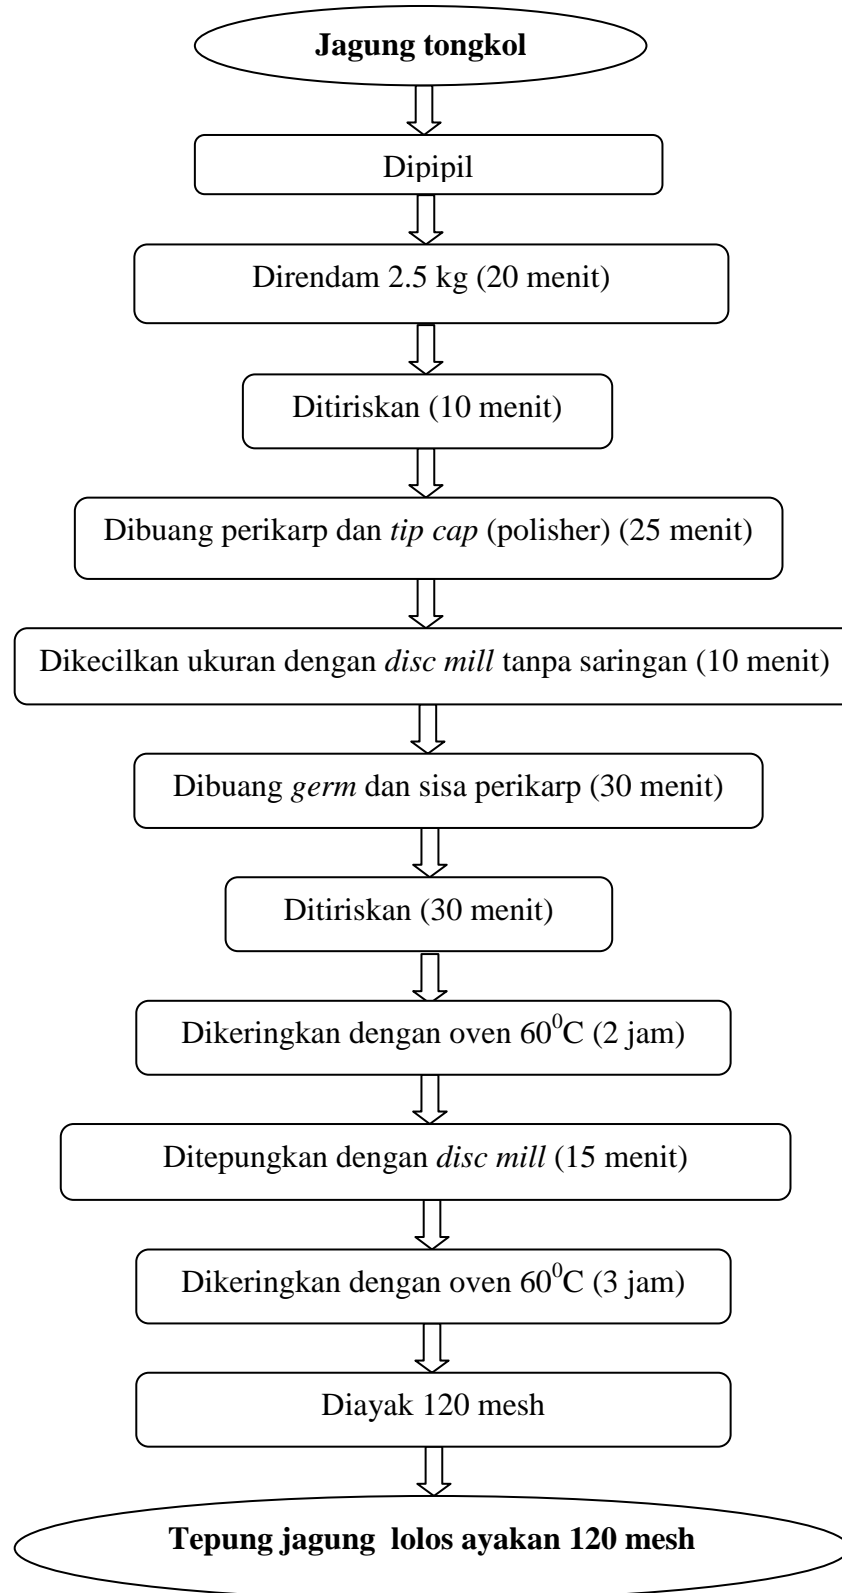 Jagung tongkol
Dipipil
Direndam 2.5 kg (20 menit)
Ditiriskan (10 menit)
Dibuang perikarp dan tip cap (polisher) (25 menit)
Dikecilkan ukuran dengan disc mill tanpa saringan (10 menit)
Dibuang germ dan sisa perikarp (30 menit)
Ditiriskan (30 menit)
Dikeringkan dengan oven 60⁰C (2 jam)
Ditepungkan dengan disc mill (15 menit)
Dikeringkan dengan oven 60⁰C (3 jam)
Diayak 120 mesh
Tepung jagung lolos ayakan 120 mesh